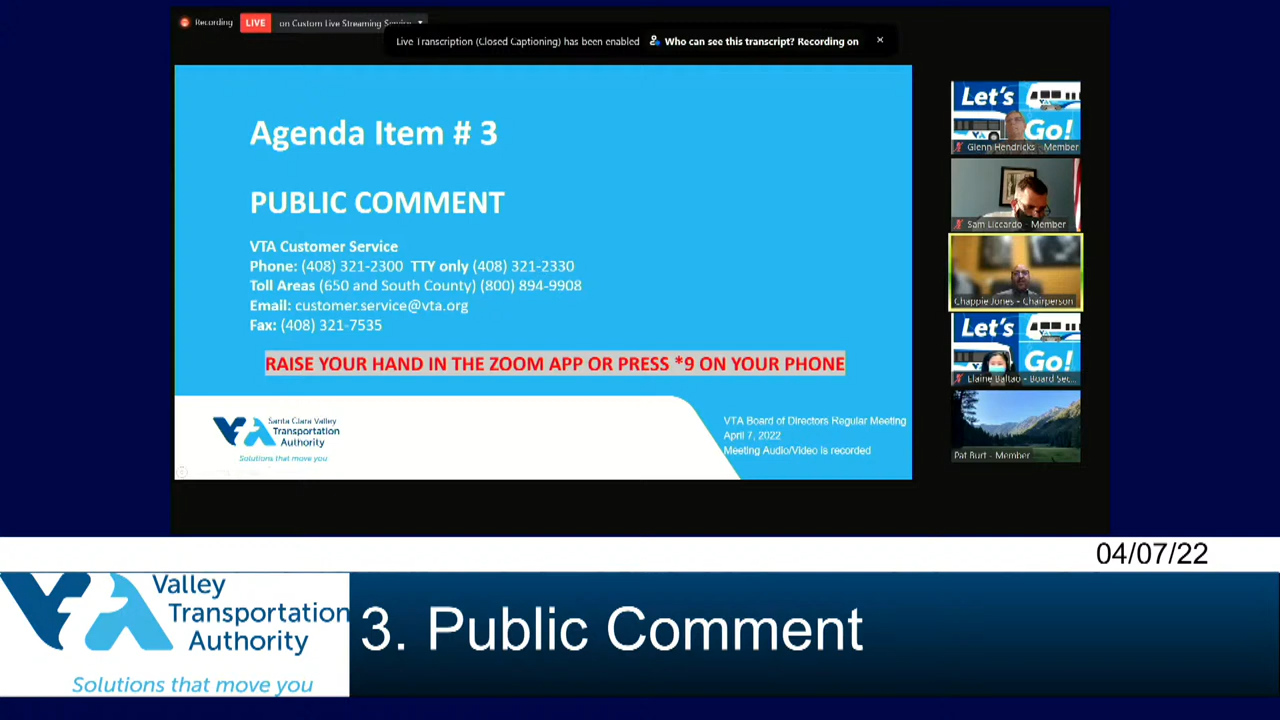 Recording
LIVE
on Custom Live Streaming Service
Live Transcription (Closed Captioning) has been enabled
Who can see this transcript? Recording on
Agenda Item # 3
PUBLIC COMMENT
VTA Customer Service
Phone: (408) 321-2300 TTY only (408) 321-2330
Toll Areas (650 and South County) (800) 894-9908
Email: customer.service@vta.org
Fax: (408) 321-7535
RAISE YOUR HAND IN THE ZOOM APP OR PRESS *9 ON YOUR PHONE
Santa Clara Valley
Transportation
Authority
Solutions that move you
VTA Board of Directors Regular Meeting
April 7, 2022
Meeting Audio/Video is recorded
Let's
Go!
Glenn Hendricks - Member
Sam Liccardo - Member
Chappie Jones - Chairperson
Let's
Go!
Elaine Baltao - Board Sec...
Pat Burt - Member
04/07/22
Valley
Transportation
Authority
Solutions that move you
3. Public Comment